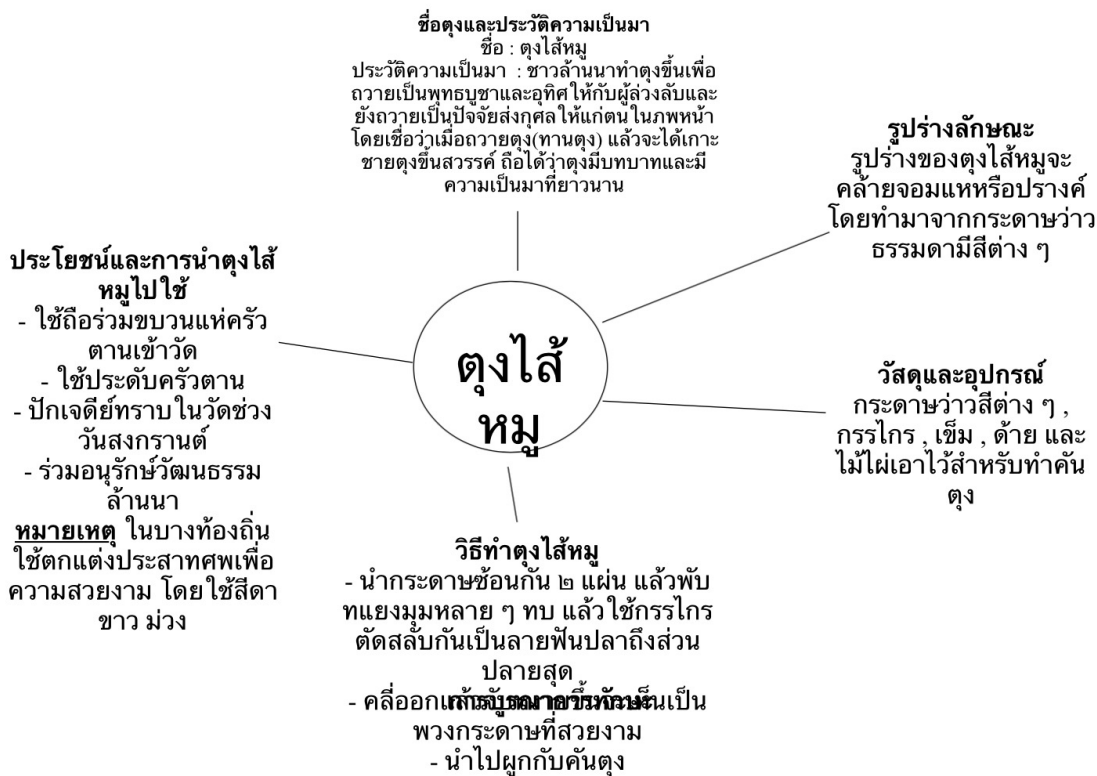 ชื่อตุงและประวัติความเป็นมา
ชื่อ : ตุงไส้หมู
ประวัติความเป็นมา : ชาวล้านนาทำตุงขึ้นเพื่อ
ถวายเป็นพุทธบูชาและอุทิศให้กับผู้ล่วงลับและ
ยังถวายเป็นปัจจัยส่งกุศลให้แก่ตนในภพหน้า
โดยเชื่อว่าเมื่อถวายตุง(ทานตุง) แล้วจะได้เกาะ
ชายตุงขึ้นสวรรค์ ถือได้ว่าตุงมีบทบาทและมี
ความเป็นมาที่ยาวนาน
รูปร่างลักษณะ
รูปร่างของตุงไส้หมูจะ
คล้ายจอมแหหรือปรางค์
โดยทำมาจากกระดาษว่าว
ธรรมดามีสีต่าง ๆ
ประโยชน์และการนำตุงไส้
หมูไปใช้
- ใช้ถือร่วมขบวนแห่ครัว
ตานเข้าวัด
- ใช้ประดับครัวตาน
- ปักเจดีย์ทราบในวัดช่วง
วันสงกรานต์
- ร่วมอนุรักษ์วัฒนธรรม
ล้านนา
หมายเหตุ ในบางท้องถิ่น
ใช้ตกแต่งประสาทศพเพื่อ
ความสวยงาม โดยใช้สีดา
ขาว ม่วง
ตุงไส้
หมู
วัสดุและอุปกรณ์
กระดาษว่าวสีต่าง ๆ ,
กรรไกร , เข็ม , ด้าย และ
ไม้ไผ่เอาไว้สำหรับทำคัน
ตุง
วิธีทำตุงไส้หมู
- นำกระดาษซ้อนกัน ๒ แผ่น แล้วพับ
ทแยงมุมหลาย ๆ ทบ แล้วใช้กรรไกร
ตัดสลับกันเป็นลายฟันปลาถึงส่วน
ปลายสุด
- คลี่ออก
เป็น
พวงกระดาษที่สวยงาม
- นำไปผูกกับคันตุง